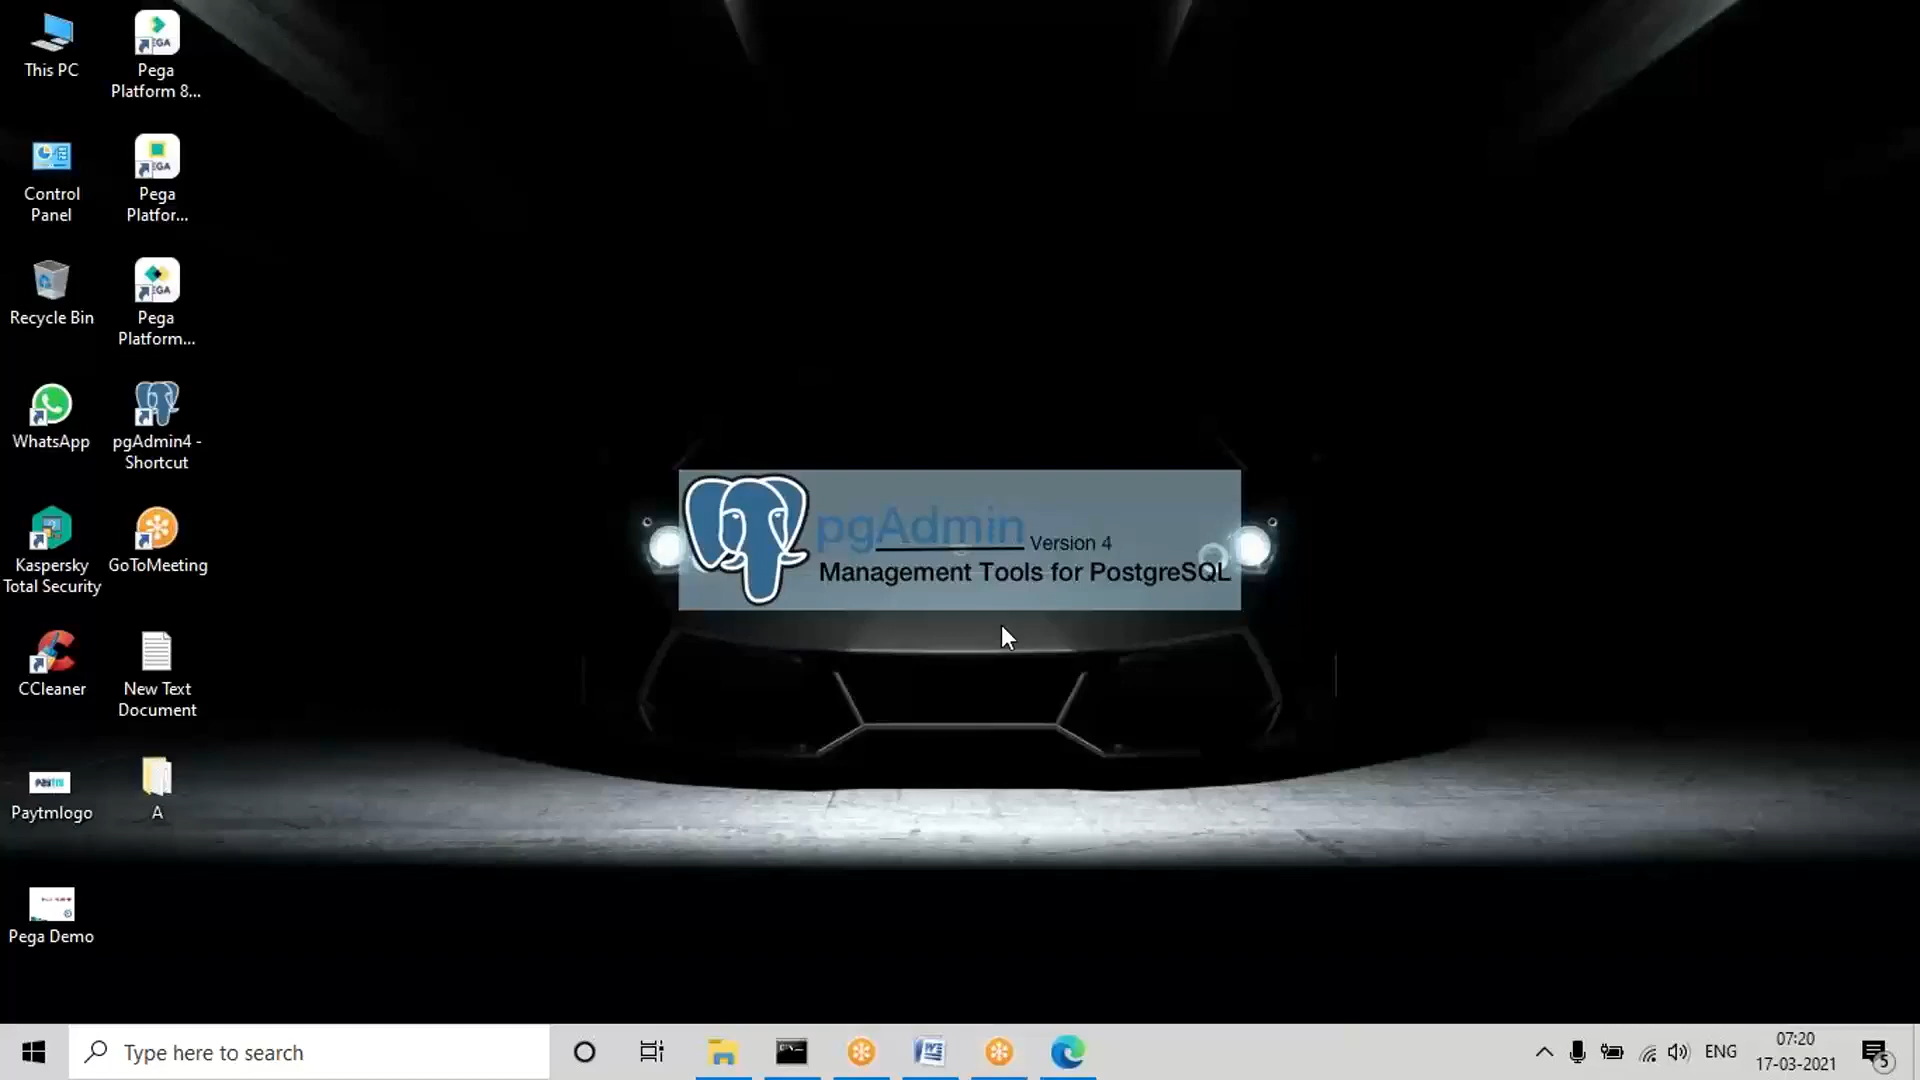 This PC
Pega
Platform 8...
Control
Panel
Pega
Platfor...
Recycle Bin
Pega
Platform...
WhatsApp
pgAdmin4 -
Shortcut
Kaspersky
Total Security
GoToMeeting
CCleaner
New Text
Document
Paytmlogo
A
Pega Demo
pgAdmin Version 4
Management Tools for PostgreSQL
Type here to search
ENG
07:20
17-03-2021
5